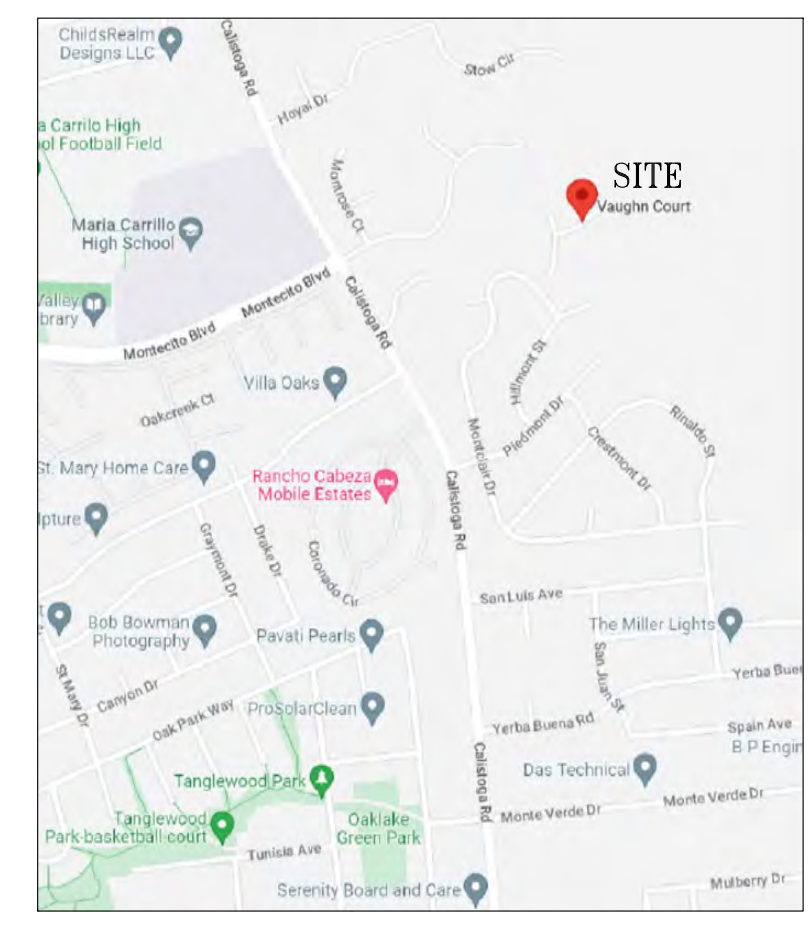 ChildsRealm
Designs LLC
Calistoga Rd
Stow Cir
Hoyal Dr
a Carrilo High
ol Football Field
Montrose Ct
SITE
Vaughn Court
Maria Carrillo
High School
Valley
brary
Montecito Blvd
Montecito Blvd
Calistoga Rd
Villa Oaks
Hillmont St
Oakcreek Ct
Piedmont Dr
Rinaldo St
Montclair Dr
Crestmont Dr
St. Mary Home Care
Rancho Cabeza
Mobile Estates
Calistoga Rd
lpture
Graymont Dr
Drake Dr
Coronado Cir
San Luis Ave
t
Bob Bowman
Photography
Pavati Pearls
The Miller Lights
San Juan St
St Mary Dr
Canyon Dr
Yerba Buer
Oak Park Way
ProSolarClean
Yerba Buena Rd
Spain Ave
B P Engin
Calistoga Rd
Das Technical
Tanglewood Park
Monte Verde Dr
Monte Verde Dr
Tanglewood
Park-basketball court
Oaklake
Green Park
Tunisia Ave
Serenity Board and Care
Mulberry Dr